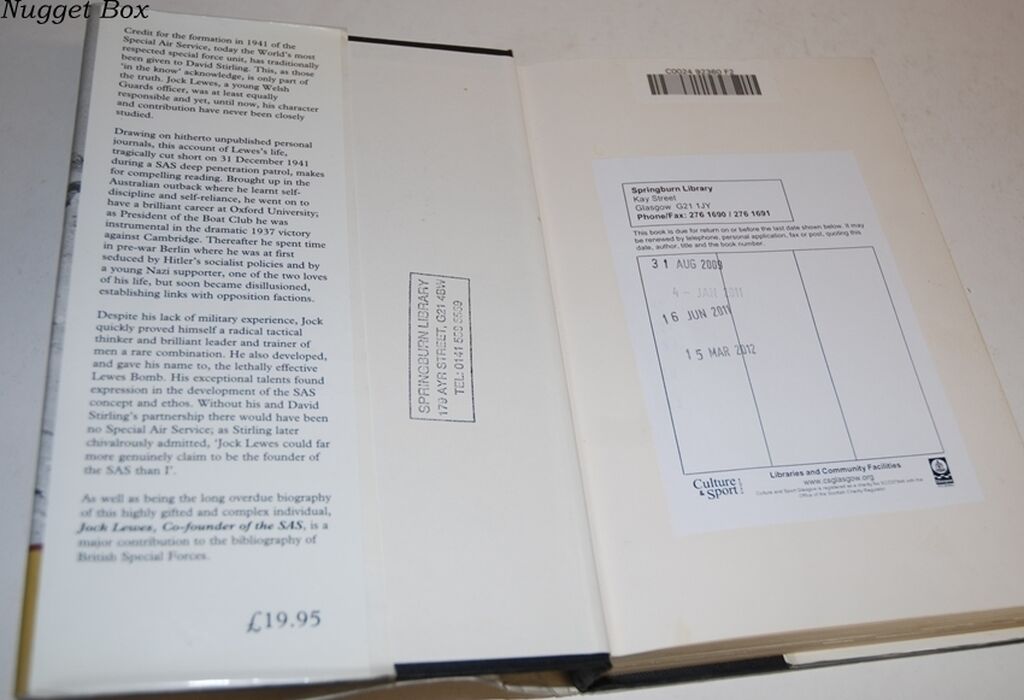 Nugget Box
Credit for the formation in 1941 of the
Special Air Service, today the World's most
respected special force unit, has traditionally
been given to David Stirling. This, as those
'in the know' acknowledge, is only part of
the truth. Jock Lewes, a young Welsh
Guards officer, was at least equally
responsible and yet, until now, his character
and contribution have never been closely
studied.
Drawing on hitherto unpublished personal
journals, this account of Lewes's life,
tragically cut short on 31 December 1941
during a SAS deep penetration patrol, makes
for compelling reading. Brought up in the
Australian outback where he learnt self-
discipline and self-reliance, he went on to
have a brilliant career at Oxford University;
as President of the Boat Club he was
instrumental in the dramatic 1937 victory
against Cambridge. Thereafter he spent time
in pre-war Berlin where he was at first
seduced by Hitler's socialist policies and by
a young Nazi supporter, one of the two loves
of his life, but soon became disillusioned,
establishing links with opposition factions.
Despite his lack of military experience, Jock
quickly proved himself a radical tactical
thinker and brilliant leader and trainer of
men a rare combination. He also developed,
and gave his name to, the lethally effective
Lewes Bomb. His exceptional talents found
expression in the development of the SAS
concept and ethos. Without his and David
Stirling's partnership there would have been
no Special Air Service; as Stirling later
chivalrously admitted, 'Jock Lewes could far
more genuinely claim to be the founder of
the SAS than I'.
As well as being the long overdue biography
of this highly gifted and complex individual,
Jock Lewes, Co-founder of the SAS, is a
major contribution to the bibliography of
British Special Forces.
£19.95
SPRINGBURN LIBRARY
179 AYR STREET, G21 4BW
TEL: 0141
C0024 92360 F2
Springburn Library
Kay Street
Glasgow G21 1JY
Phone/Fax: 276 1690 / 276 1691
This book is due for return on or before the last date shown below. It may
be renewed by telephone, personal application, fax or post, quoting this
date, author, title and the book number.
31 AUG 2009
4 - JAN 2011
16 JUN 2011
15 MAR 2012
Libraries and Community Facilities
www.csglasgow.org
Culture
& Sport
Culture and Sport Glasgow is registered as a charity
Office of the Scottish Charity Regulator